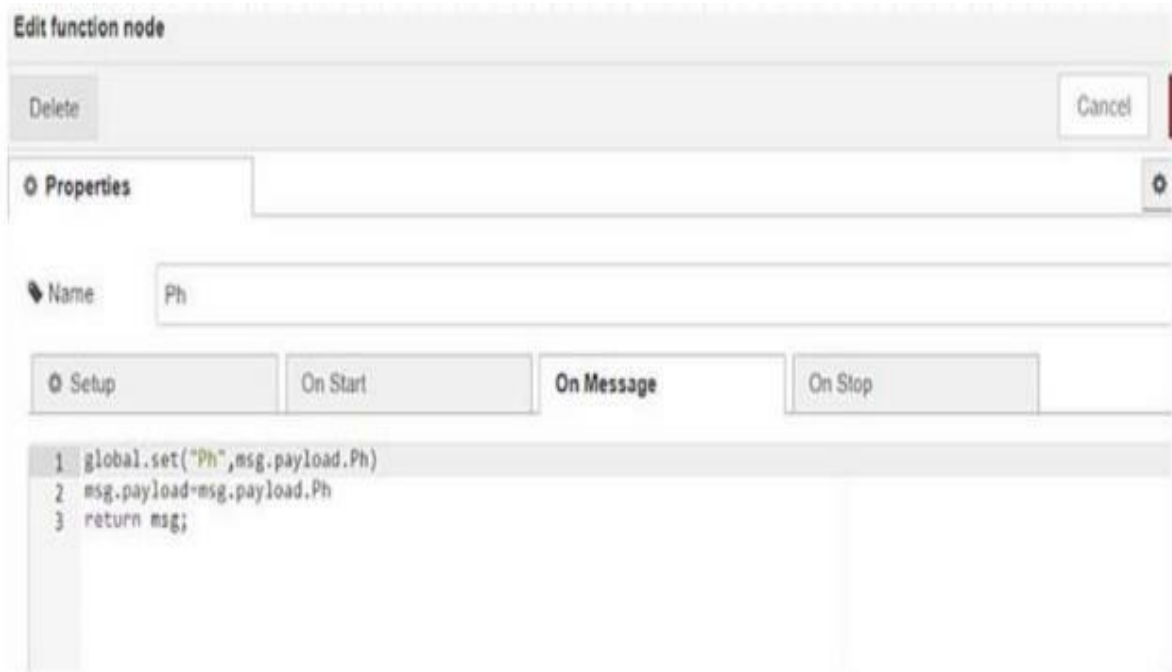 Edit function node
Delete
Cancel
Properties
Name
Ph
Setup
On Start
On Message
On Stop
1 global.set("Ph",msg.payload.Ph)
2 msg.payload=msg.payload.Ph
3 return msg;